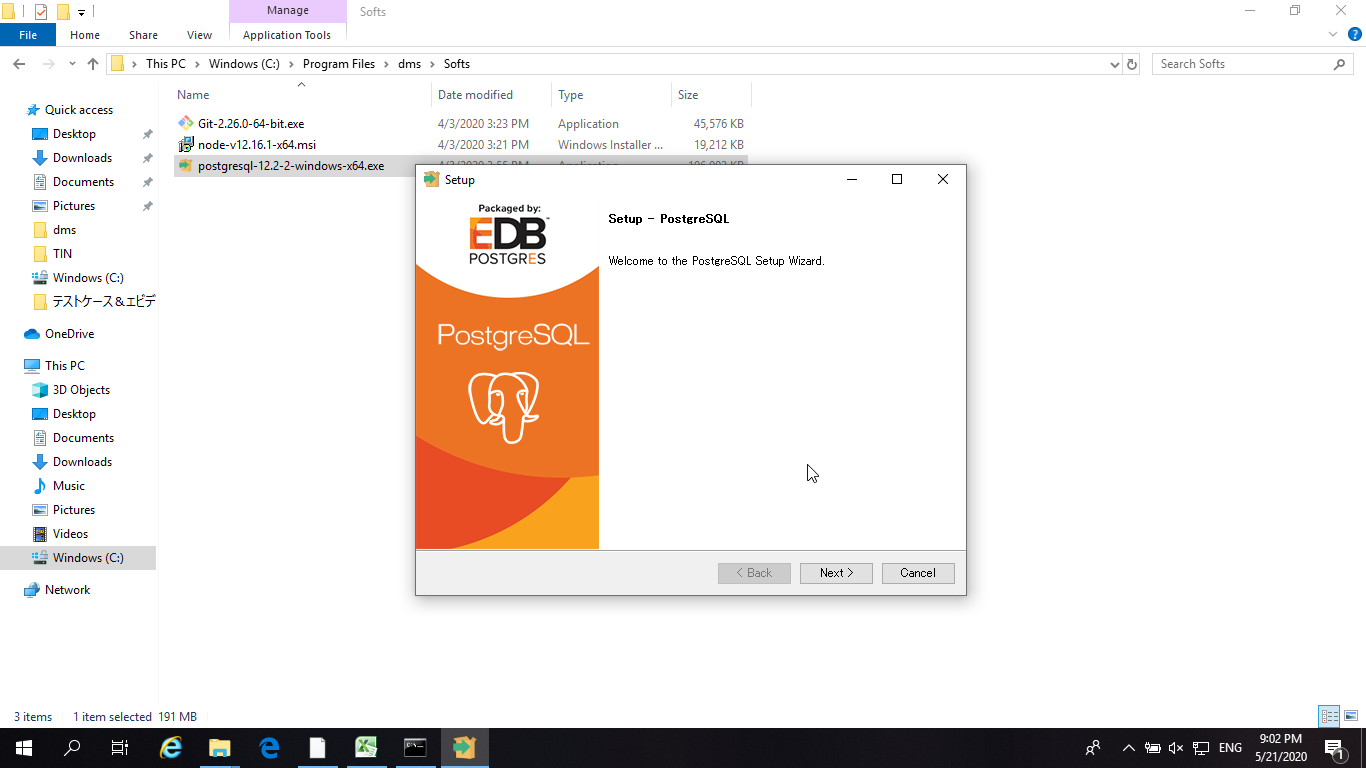 Manage
Softs
File
Home
Share
View
Application Tools
This PC
Windows (C:)
Program Files
dms
Softs
Search Softs
Name
Date modified
Type
Size
Git-2.26.0-64-bit.exe
4/3/2020 3:23 PM
Application
45,576 KB
node-v12.16.1-x64.msi
4/3/2020 3:21 PM
Windows Installer ...
19,212 KB
postgresql-12.2-2-windows-x64.exe
Quick access
Desktop
Downloads
Documents
Pictures
dms
TIN
Windows (C:)
テストケース＆エビデ
OneDrive
This PC
3D Objects
Desktop
Documents
Downloads
Music
Pictures
Videos
Windows (C:)
Network
Setup
Packaged by:
EDB
POSTGRES
PostgreSQL
Setup - PostgreSQL
Welcome to the PostgreSQL Setup Wizard.
< Back
Next >
Cancel
3 items
1 item selected 191 MB
ENG
9:02 PM
5/21/2020
1